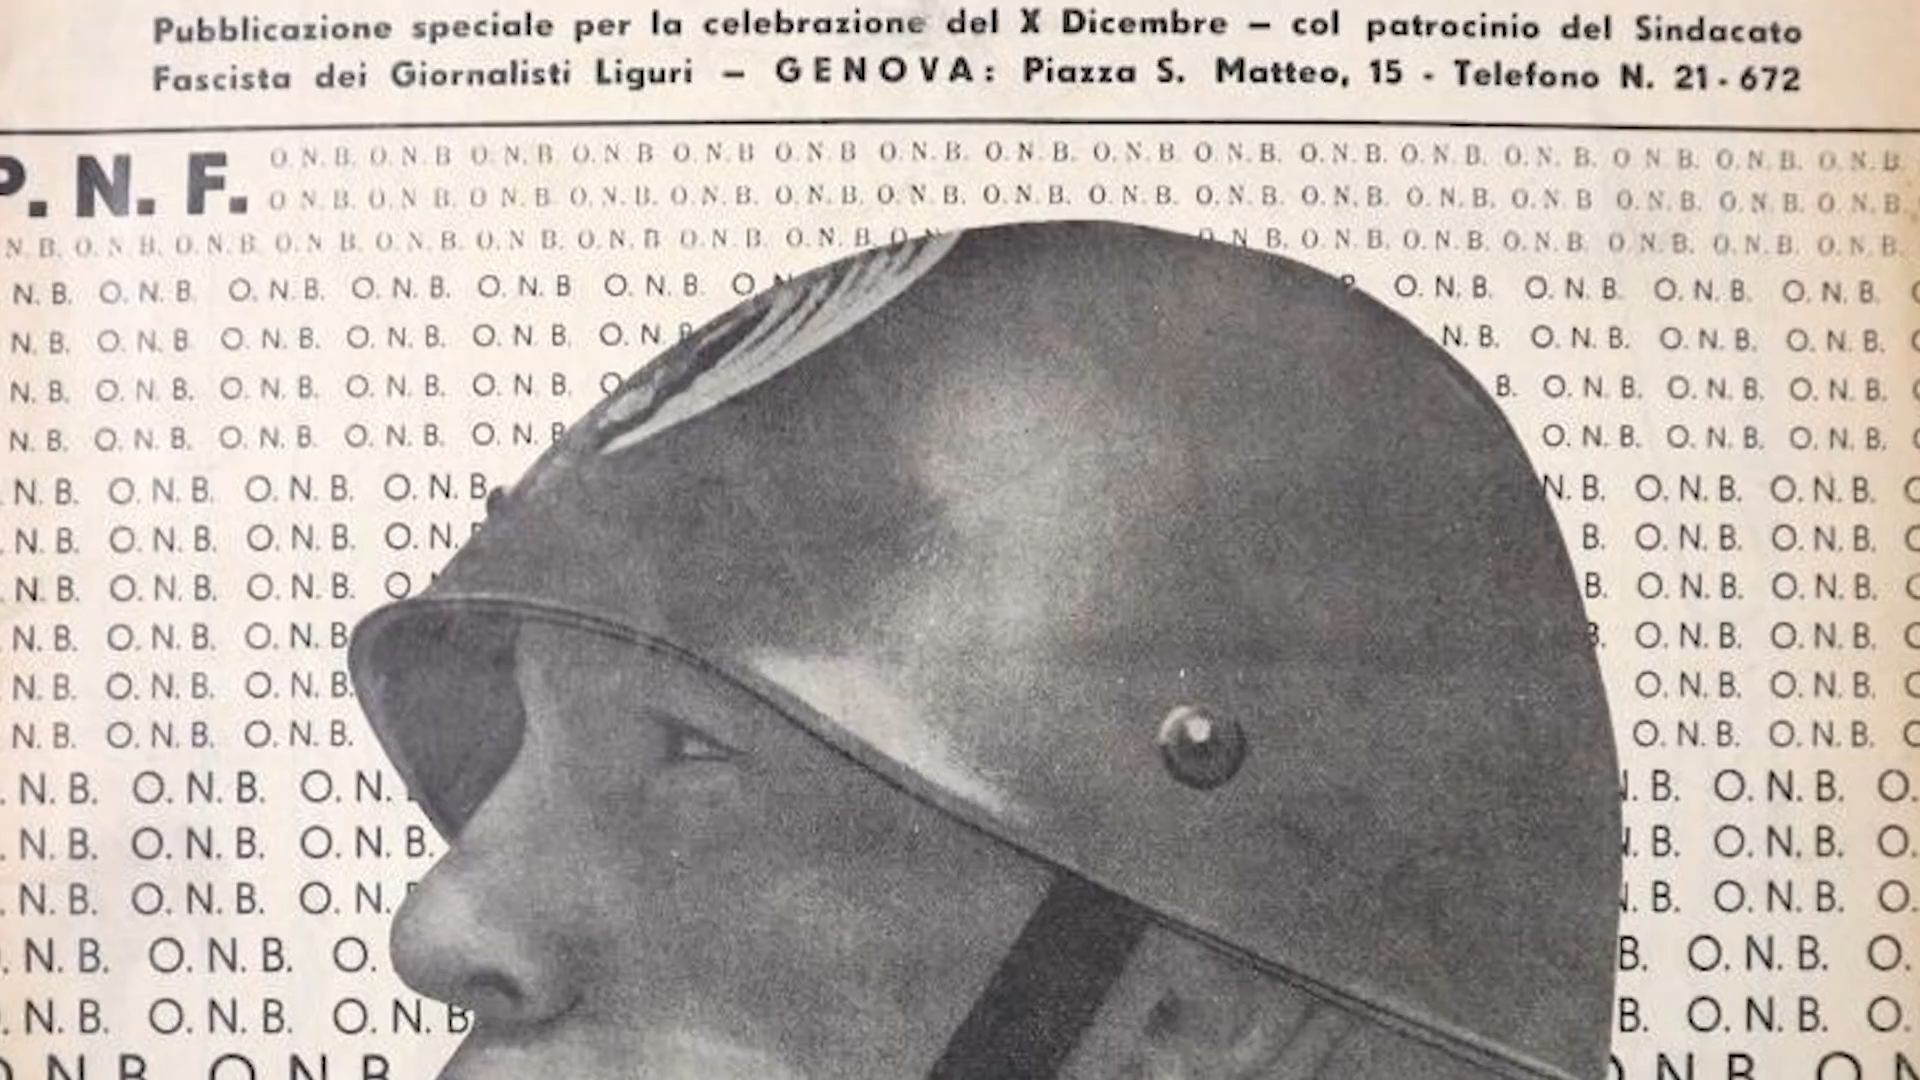 Pubblicazione speciale per la celebrazione del X Dicembre – col patrocinio del Sindacato
Fascista dei Giornalisti Liguri – GENOVA: Piazza S. Matteo, 15 - Telefono N. 21-672
P. N. F. O.N.B. O.N.B O.N.B O.N B O.N.B O.N.B O.N.B. O.N.B. O.N.B O.N.B. O.N.B. O.N.B. O.N.B. O N B. O.N.B. O.N.B.
O N.B. O.N B. O N.B O.N.B. O.N.B. O.N.B. O.N.B. O.N.B. O.N.B. O.N.B. O.N.B. O.N.B. O.N B O.N.B. O.N B. O.N.B.
N. B. O.N B. O.N.B O.N B. O.N.B. O.N B. O.N.B O.N.B. O.N.B O N O N B. O.N.B. O.N.B. O.N.B. O N.B. O.N.B. O.N.B.
N. B. O. N. B O. N. B. O. N. B. O. N. B O. N. B. O N O. N. B. O. N. B. O. N. B. O. N. B.
N. B. O. N. B O. N. B. O. N. B. O. N. B. O. N. B N. B. O. N. B. O. N. B. O. N. B.
N. B. O. N. B. O. N. B. O. N. B. O. N. B. O B. O. N. B. O. N. B. O. N. B.
N. B. O. N. B. O. N. B. O. N. B. O. N. B O. N. B. O. N. B. O. N. B.
. N. B. O. N. B. O. N. B. O. N. B N. B. O. N. B. O. N. B.
. N. B. O. N. B. O. N. B. O. N. B. O. N. B. O. N. B.
. N. B. O. N. B. O. N. B. O B. O. N. B. O. N. B.
. N. B. O. N. B. O. N. B B. O. N. B. O. N. B.
N. B. O. N. B. O. N. B. O. N. B. O. N. B.
N. B. O. N. B. O. N. B. O. N. B. O. N. B.
. N. B. O. N. B. O. N. . B. O. N. B. O.
. N. B. O. N. B. O. N. B. . B. O. N. B. O.
. N. B. O. N. B. O. N. . B. O. N. B. O.
. N. B. O. N. B. O. B. O. N. B. O.
. N. B. O. N. B. O. N. B B. O. N. B. O.
O N B O N B O N B O N